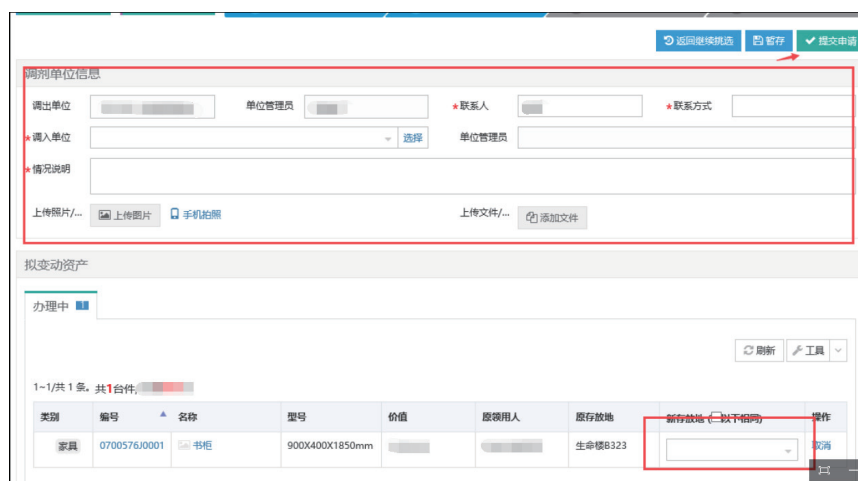 返回继续挑选 暂存 提交申请
调剂单位信息
调出单位 单位管理员 *联系人 *联系方式
*调入单位 选择 单位管理员
*情况说明
上传照片/... 上传图片 手机拍照 上传文件/... 添加文件
拟变动资产
办理中 1
刷新 工具
1~1/共 1 条。共1台件,
类别 编号 名称 型号 价值 原领用人 原存放地 新存放地 (以下相同) 操作
家具 0700576J0001 书柜 900X400X1850mm 生命楼B323 取消